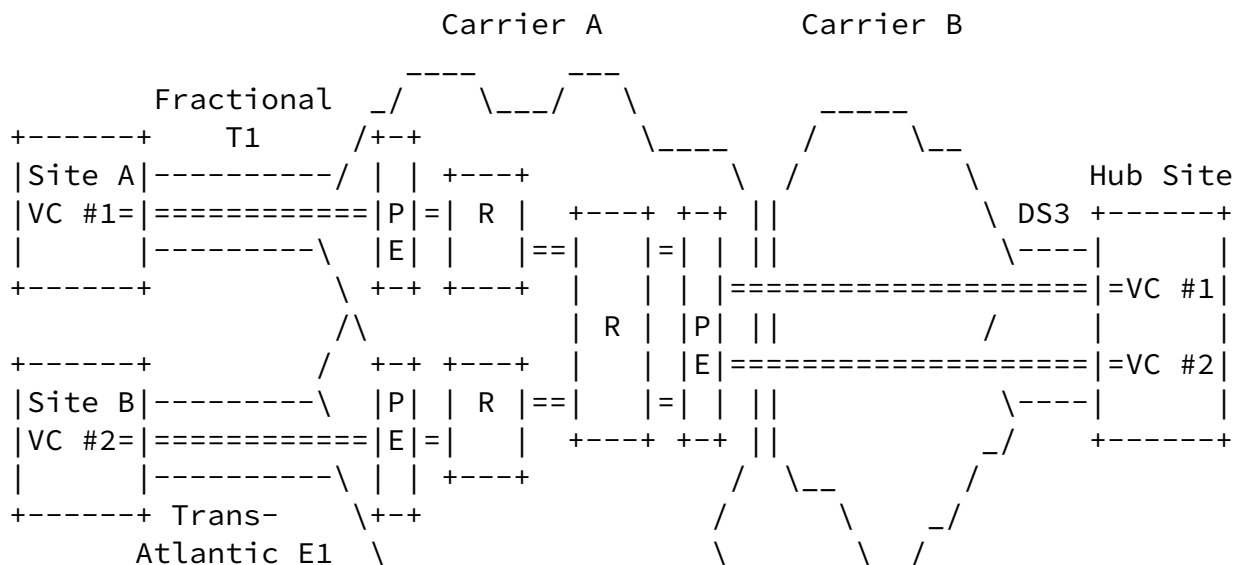 Carrier A Carrier B
Fractional
T1
Site A
Hub Site
VC #1
P
R
DS3
E
VC #1
R
P
E
VC #2
Site B
P
R
VC #2
E
Trans-
Atlantic E1